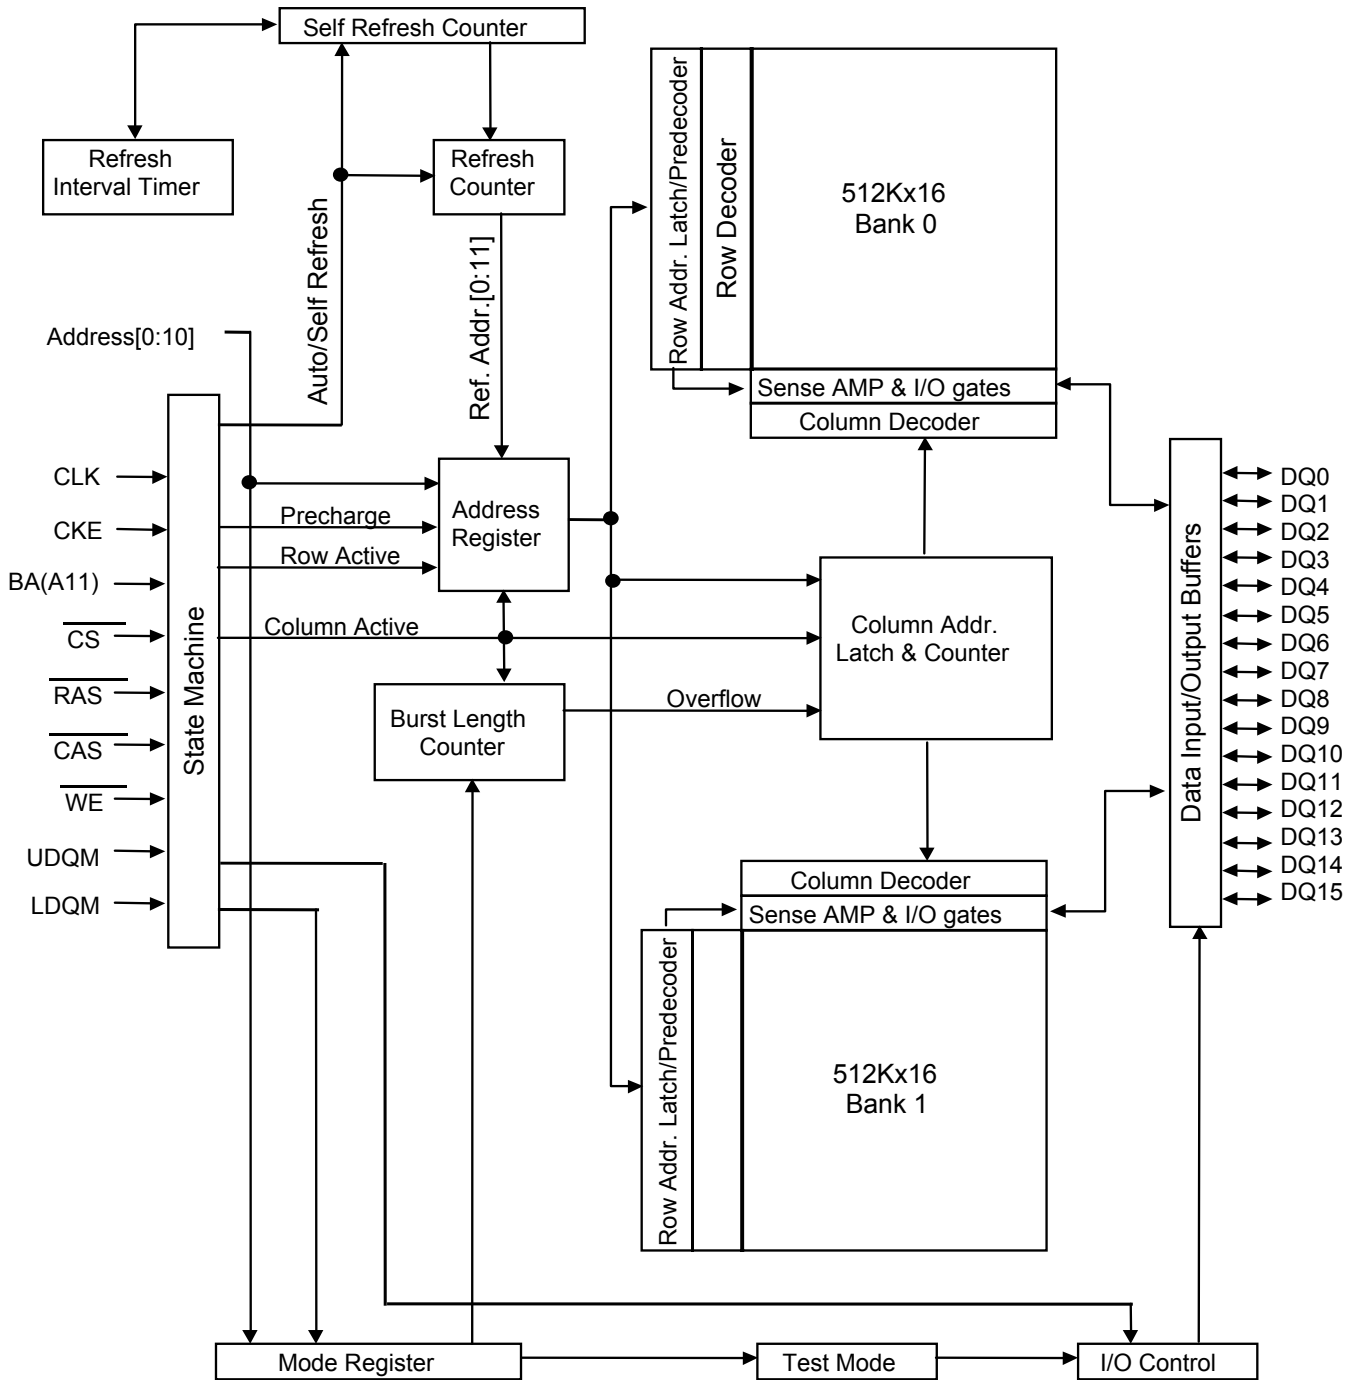 Self Refresh Counter
Refresh
Interval Timer
Refresh
Counter
Auto/Self Refresh
Ref. Addr.[0:11]
Row Addr. Latch/Predecoder
Row Decoder
512Kx16
Bank 0
Sense AMP & I/O gates
Column Decoder
Address[0:10]
CLK
CKE
BA(A11)
CS
RAS
CAS
WE
UDQM
LDQM
State Machine
Precharge
Row Active
Column Active
Address
Register
Burst Length
Counter
Overflow
Column Addr.
Latch & Counter
Data Input/Output Buffers
DQ0
DQ1
DQ2
DQ3
DQ4
DQ5
DQ6
DQ7
DQ8
DQ9
DQ10
DQ11
DQ12
DQ13
DQ14
DQ15
Column Decoder
Sense AMP & I/O gates
Row Addr. Latch/Predecoder
512Kx16
Bank 1
Mode Register
Test Mode
I/O Control